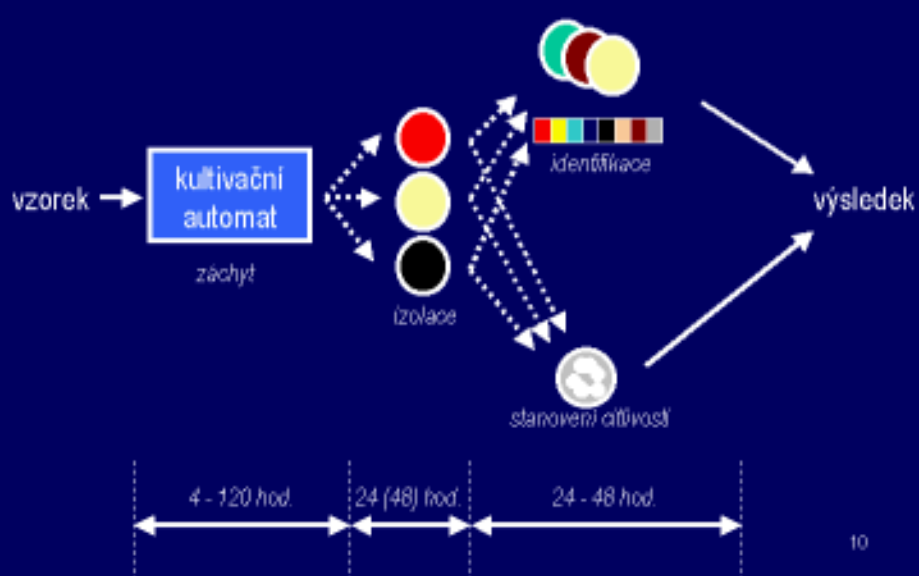 identifikace
kultivační
automat
vzorek
výsledek
záchyt
izolace
stanovení citlivosti
4 - 120 hod.
24 (48) hod.
24 - 48 hod.
10